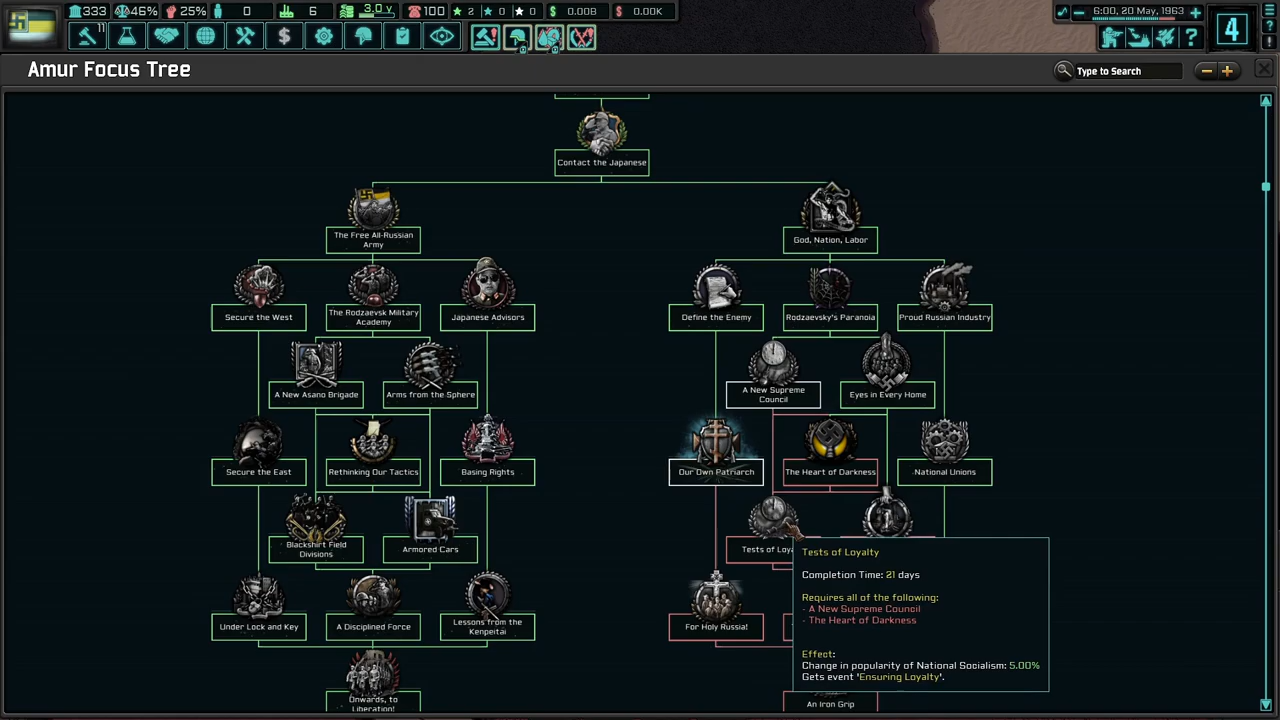 333
46%
25%
0
6
3.0 v
100
2
0
0
0.00B
0.00K
6:00, 20 May, 1963
4
11
Amur Focus Tree
Type to Search
Contact the Japanese
The Free All-Russian
Army
God, Nation, Labor
Secure the West
The Rodzaevsk Military
Academy
Japanese Advisors
Define the Enemy
Rodzaevsky's Paranoia
Proud Russian Industry
A New Asano Brigade
Arms from the Sphere
A New Supreme
Council
Eyes in Every Home
Secure the East
Rethinking Our Tactics
Basing Rights
Our Own Patriarch
The Heart of Darkness
National Unions
Blackshirt Field
Divisions
Armored Cars
Tests of Loya
Under Lock and Key
A Disciplined Force
Lessons from the
Kenpeitai
For Holy Russia!
Onwards, to
Liberation!
An Iron Grip
Tests of Loyalty
Completion Time: 21 days
Requires all of the following:
- A New Supreme Council
- The Heart of Darkness
Effect:
Change in popularity of National Socialism: 5.00%
Gets event 'Ensuring Loyalty'.